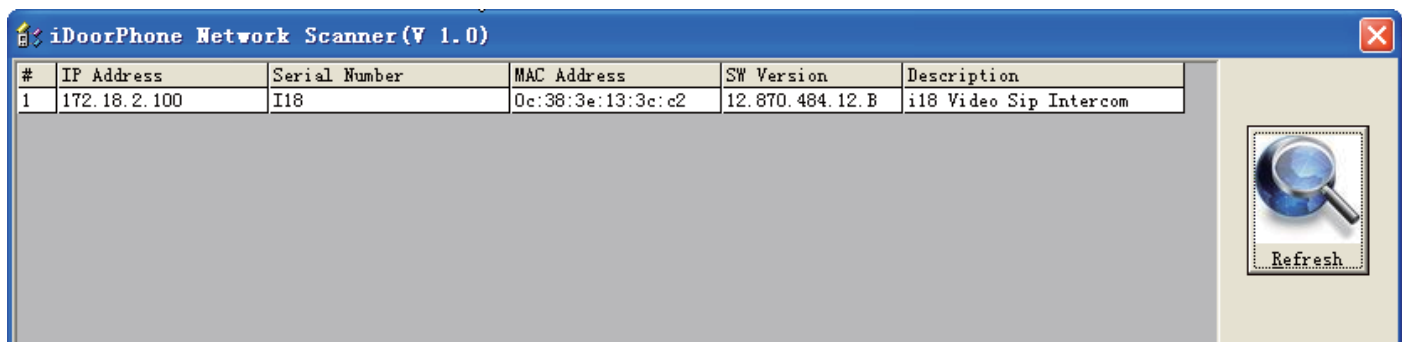 iDoorPhone Network Scanner(V 1.0)
# IP Address Serial Number MAC Address SW Version Description
1 172.18.2.100 I18 0c:38:3e:13:3c:c2 12.870.484.12.B i18 Video Sip Intercom
Refresh